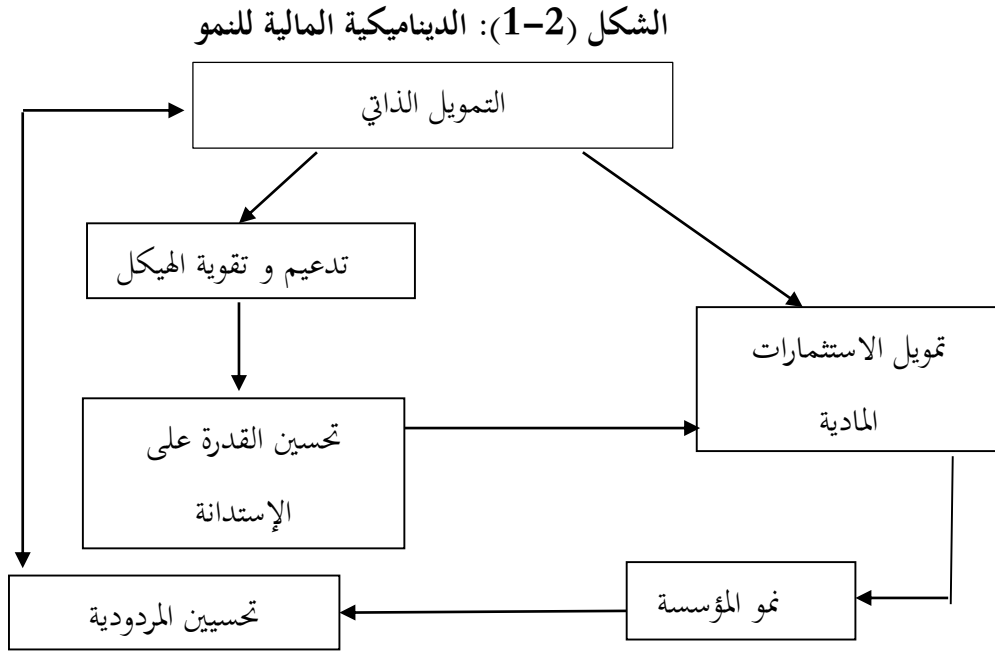 الشكل (2-1): الديناميكية المالية للنمو
التمويل الذاتي
تدعيم و تقوية الهيكل
تمويل الاستثمارات
المادية
تحسين القدرة على
الإستدانة
نمو المؤسسة
تحسيين المردودية